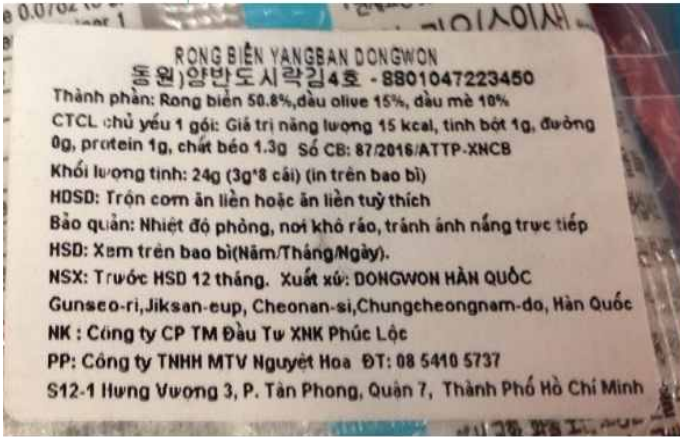 RONG BIỂN YANGBAN DONGWON
동원)양반도시락김4호 - 8801047223450
Thành phần: Rong biển 50.8%,dầu olive 15%, dầu mè 10%
CTCL chủ yếu 1 gói: Giá trị năng lượng 15 kcal, tinh bột 1g, đường
0g, protein 1g, chất béo 1.3g Số CB: 87/2016/ATTP-XNCB
Khối lượng tinh: 24g (3g*8 cái) (in trên bao bì)
HDSD: Trộn cơm ăn liền hoặc ăn liền tuỳ thích
Bảo quản: Nhiệt độ phòng, nơi khô ráo, tránh ánh nắng trực tiếp
HSD: Xem trên bao bì(Năm/Tháng/Ngày).
NSX: Trước HSD 12 tháng. Xuất xứ: DONGWON HÀN QUỐC
Gunseo-ri,Jiksan-eup, Cheonan-si,Chungcheongnam-do, Hàn Quốc
NK : Công ty CP TM Đầu Tư XNK Phúc Lộc
PP: Công ty TNHH MTV Nguyệt Hoa ĐT: 08 5410 5737
S12-1 Hưng Vượng 3, P. Tân Phong, Quận 7, Thành Phố Hồ Chí Minh